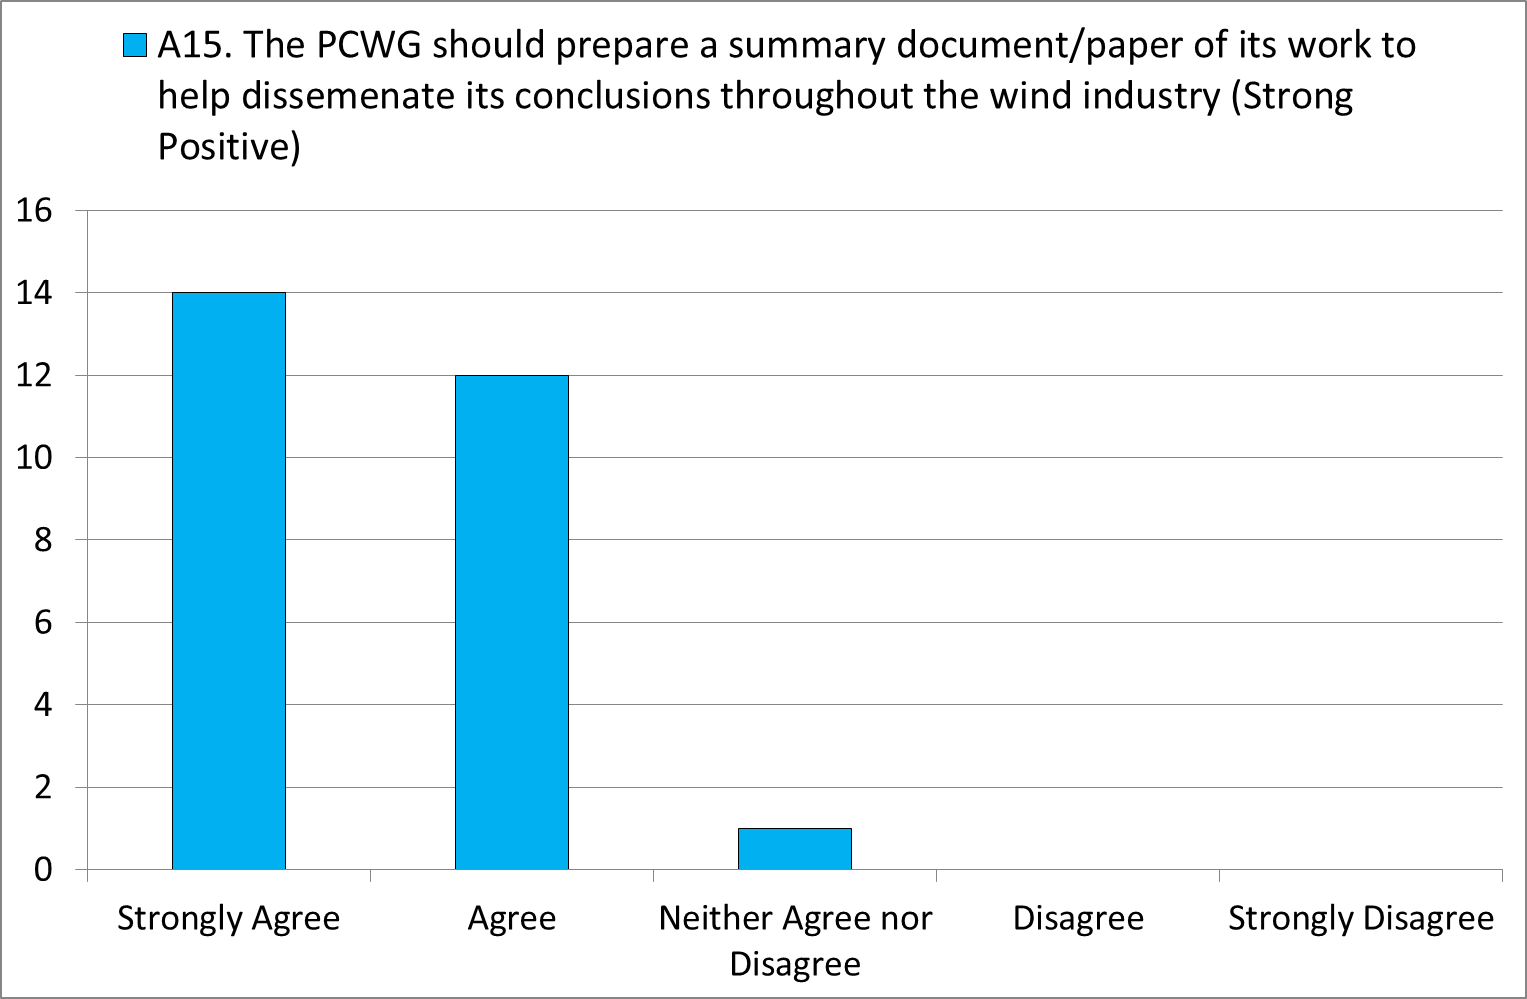 A15. The PCWG should prepare a summary document/paper of its work to
help dissemenate its conclusions throughout the wind industry (Strong
Positive)
16
14
12
10
8
6
4
2
0
Strongly Agree
Agree
Neither Agree nor
Disagree
Disagree
Strongly Disagree